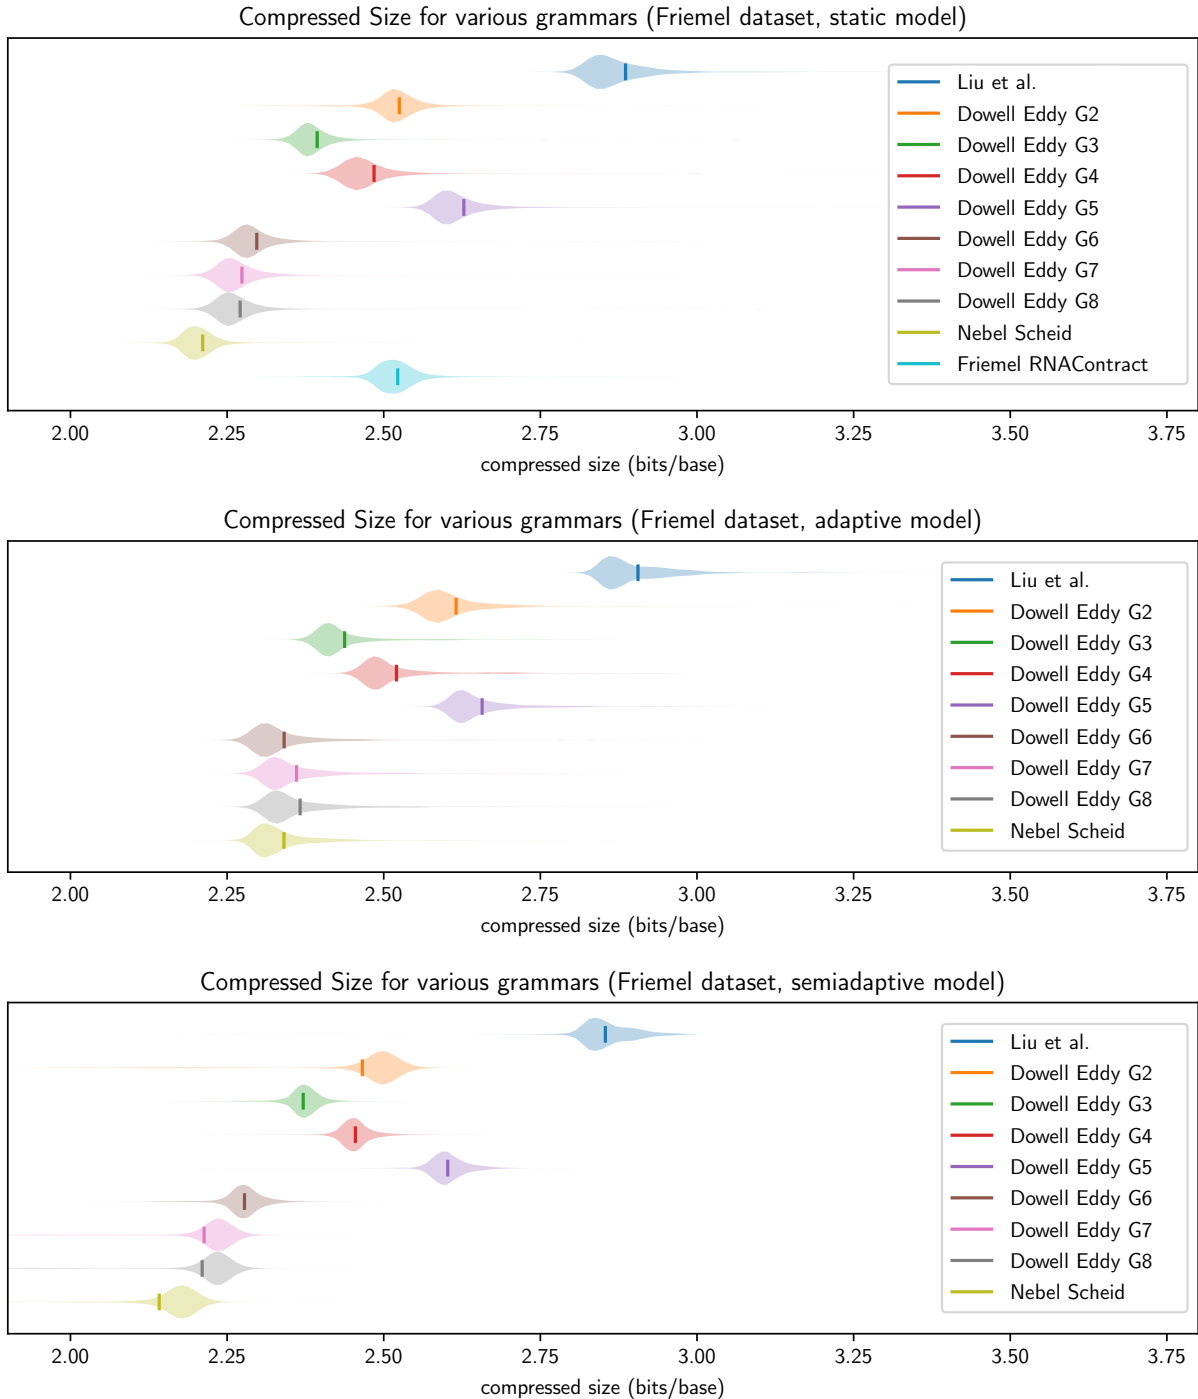 Compressed Size for various grammars (Friemel dataset, static model)
Liu et al.
Dowell Eddy G2
Dowell Eddy G3
Dowell Eddy G4
Dowell Eddy G5
Dowell Eddy G6
Dowell Eddy G7
Dowell Eddy G8
Nebel Scheid
Friemel RNAContract
2.00 2.25 2.50 2.75 3.00 3.25 3.50 3.75
compressed size (bits/base)
Compressed Size for various grammars (Friemel dataset, adaptive model)
Liu et al.
Dowell Eddy G2
Dowell Eddy G3
Dowell Eddy G4
Dowell Eddy G5
Dowell Eddy G6
Dowell Eddy G7
Dowell Eddy G8
Nebel Scheid
2.00 2.25 2.50 2.75 3.00 3.25 3.50 3.75
compressed size (bits/base)
Compressed Size for various grammars (Friemel dataset, semiadaptive model)
Liu et al.
Dowell Eddy G2
Dowell Eddy G3
Dowell Eddy G4
Dowell Eddy G5
Dowell Eddy G6
Dowell Eddy G7
Dowell Eddy G8
Nebel Scheid
2.00 2.25 2.50 2.75 3.00 3.25 3.50 3.75
compressed size (bits/base)